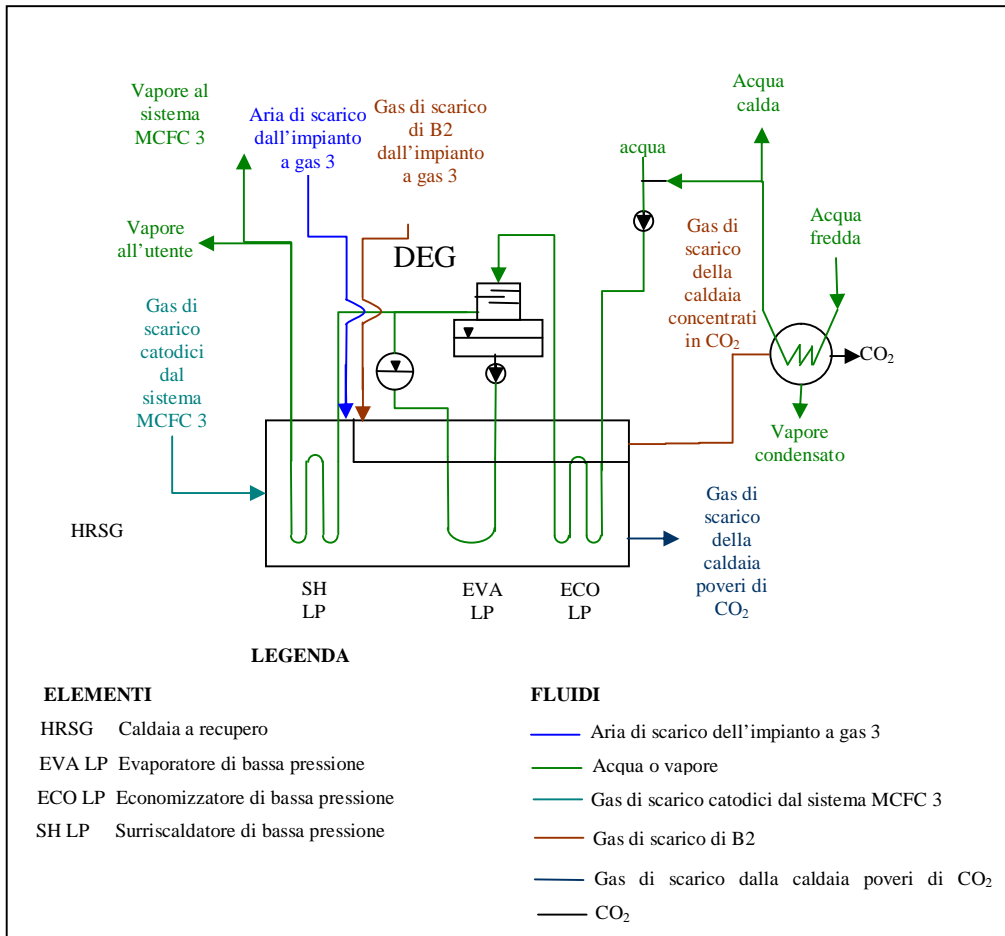 Vapore al
sistema
MCFC 3
Aria di scarico
dall’impianto
a gas 3
Gas di scarico
di B2
dall’impianto
a gas 3
Acqua
calda
acqua
Vapore
all’utente
DEG
Gas di
scarico
della
caldaia
concentrati
in CO₂
Acqua
fredda
Gas di
scarico
catodici
dal
sistema
MCFC 3
CO₂
Vapore
condensato
HRSG
Gas di
scarico
della
caldaia
poveri di
CO₂
SH
LP
EVA
LP
ECO
LP
LEGENDA
ELEMENTI
HRSG Caldaia a recupero
EVA LP Evaporatore di bassa pressione
ECO LP Economizzatore di bassa pressione
SH LP Surriscaldatore di bassa pressione
FLUIDI
Aria di scarico dell’impianto a gas 3
Acqua o vapore
Gas di scarico catodici dal sistema MCFC 3
Gas di scarico di B2
Gas di scarico dalla caldaia poveri di CO₂
CO₂